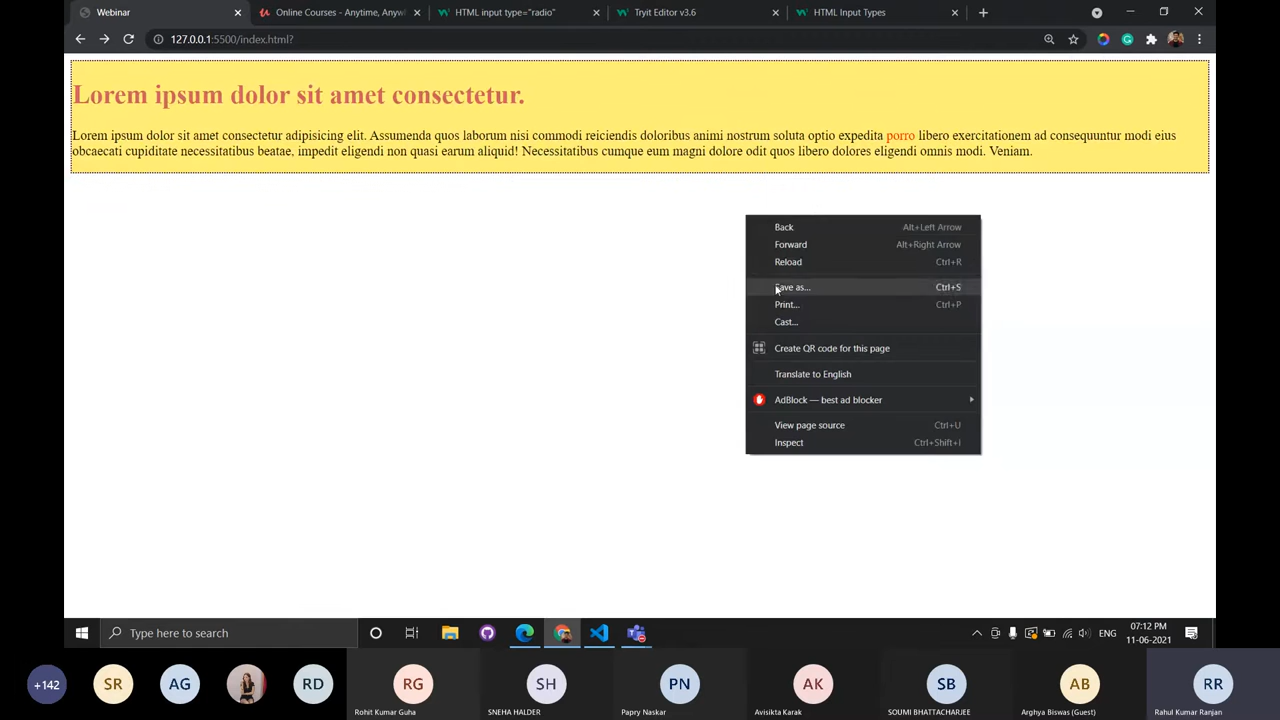 Webinar
Online Courses - Anytime, Anyw
HTML input type="radio"
Tryit Editor v3.6
HTML Input Types
127.0.0.1:5500/index.html?
Lorem ipsum dolor sit amet consectetur.
Lorem ipsum dolor sit amet consectetur adipisicing elit. Assumenda quos laborum nisi commodi reiciendis doloribus animi nostrum soluta optio expedita porro libero exercitationem ad consequuntur modi eius
obcaecati cupiditate necessitatibus beatae, impedit eligendi non quasi earum aliquid! Necessitatibus cumque eum magni dolore odit quos libero dolores eligendi omnis modi. Veniam.
Back Alt+Left Arrow
Forward Alt+Right Arrow
Reload Ctrl+R
Save as... Ctrl+S
Print... Ctrl+P
Cast...
Create QR code for this page
Translate to English
AdBlock — best ad blocker
View page source Ctrl+U
Inspect Ctrl+Shift+I
Type here to search
ENG
07:12 PM
11-06-2021
+142
SR
AG
RD
RG
SH
PN
AK
SB
AB
RR
Rohit Kumar Guha
SNEHA HALDER
Papry Naskar
Avisikta Karak
SOUMI BHATTACHARJEE
Arghya Biswas (Guest)
Rahul Kumar Ranjan